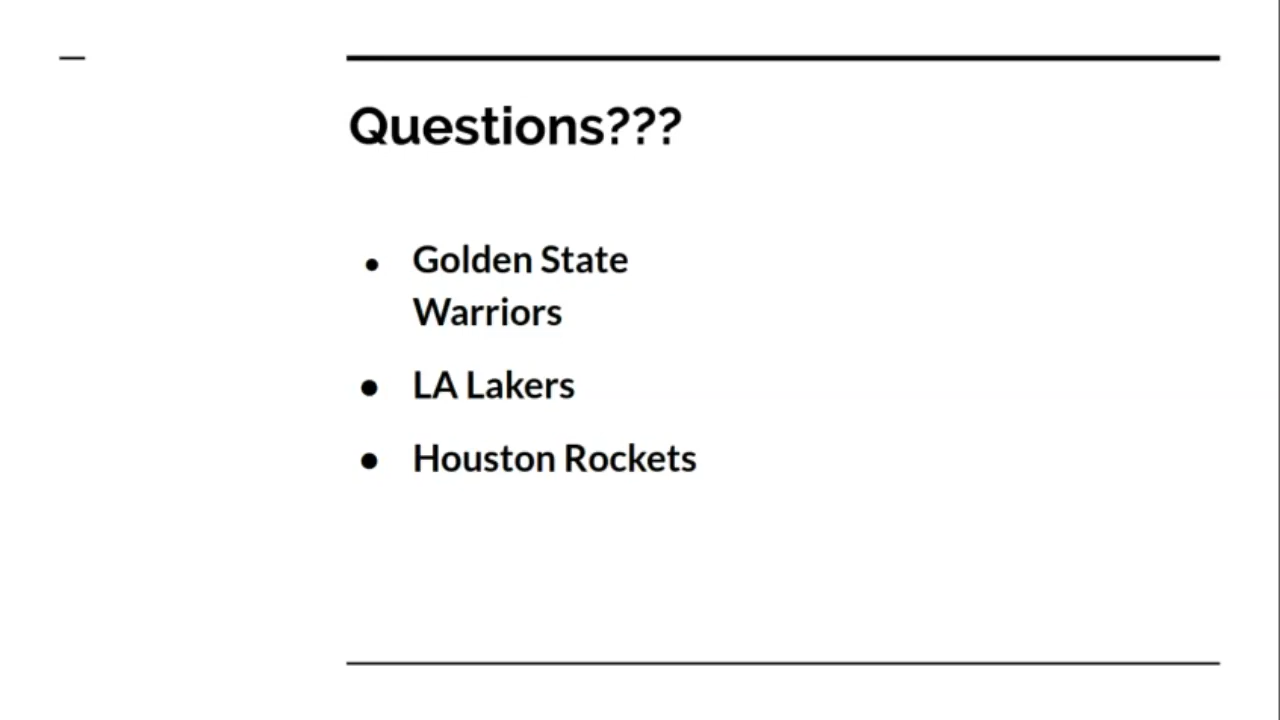 Questions???
● Golden State
Warriors
● LA Lakers
● Houston Rockets